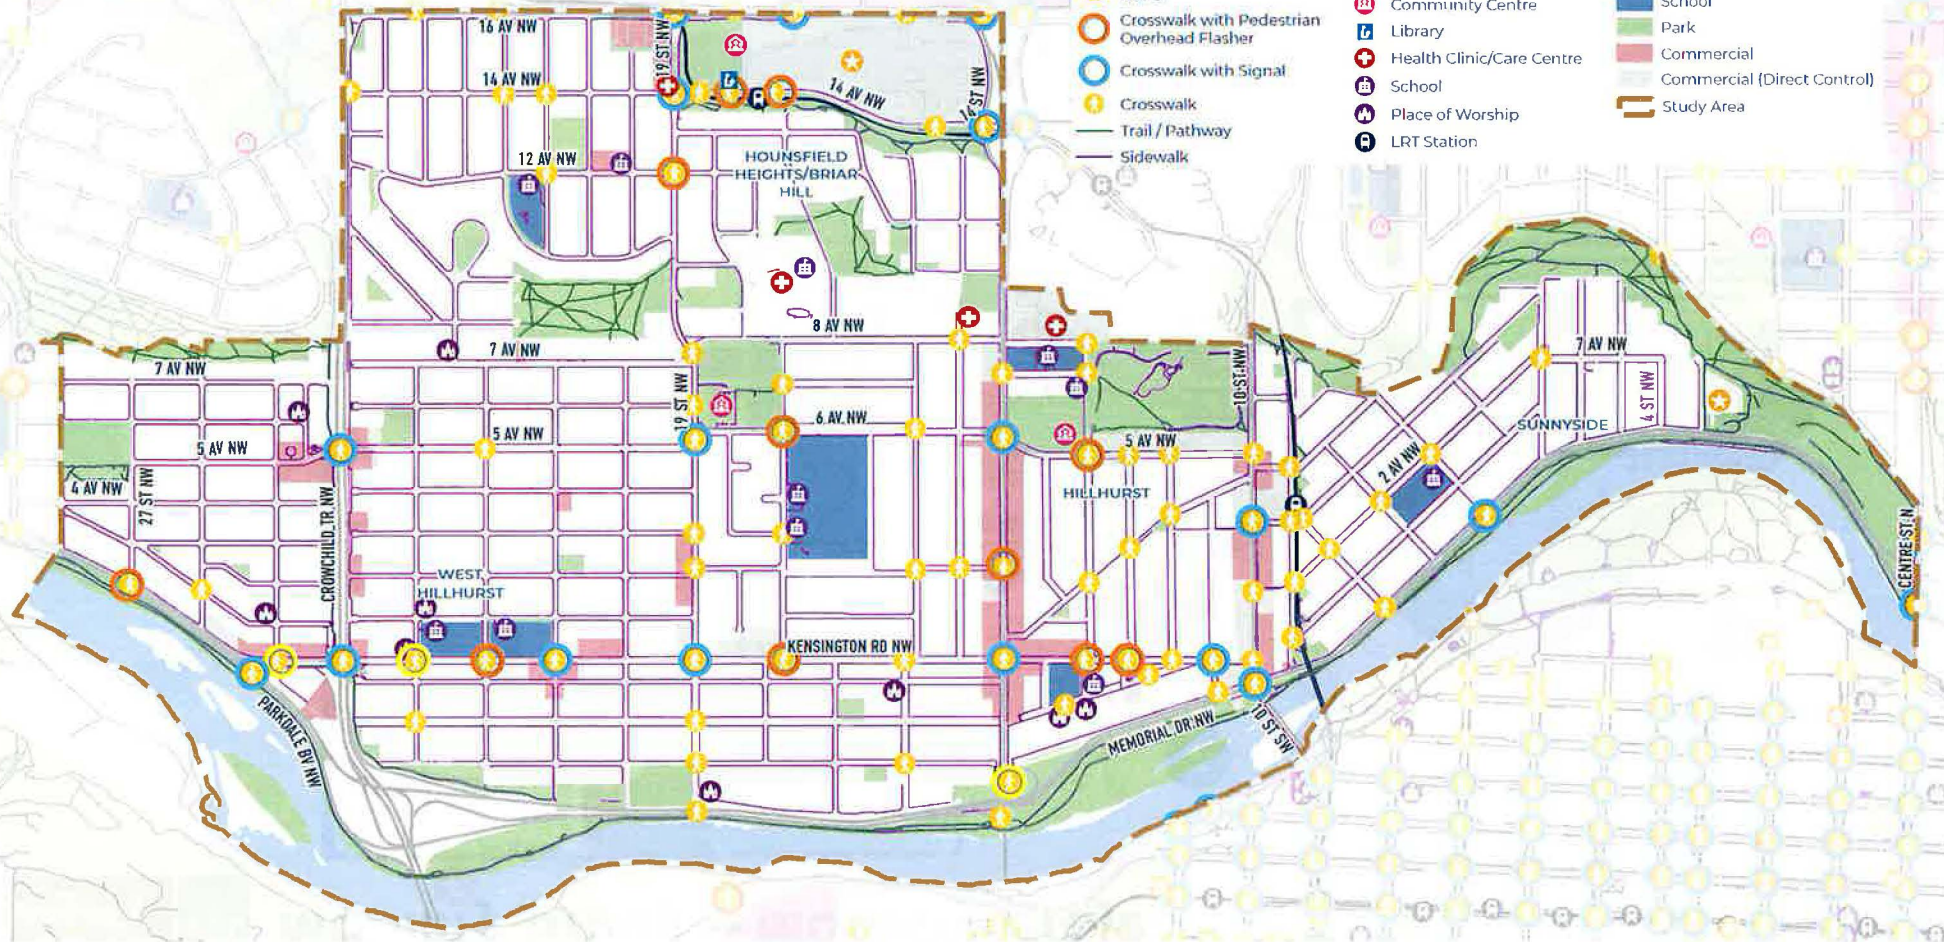 Community Centre
School
Crosswalk with Pedestrian
Overhead Flasher
Library
Park
Health Clinic/Care Centre
Commercial
Crosswalk with Signal
School
Commercial (Direct Control)
Crosswalk
Place of Worship
Study Area
Trail / Pathway
LRT Station
Sidewalk
16 AV NW
19 ST NW
14 AV NW
14 AV NW
14 ST NW
12 AV NW
HOUNSFIELD
HEIGHTS/BRIAR
HILL
8 AV NW
7 AV NW
7 AV NW
7 AV NW
10 ST NW
4 ST NW
19 ST NW
6 AV NW
5 AV NW
5 AV NW
5 AV NW
SUNNYSIDE
2 AV NW
4 AV NW
27 ST NW
HILLHURST
CROWCHILD TR NW
CENTRE ST N
WEST
HILLHURST
KENSINGTON RD NW
PARKDALE BV NW
MEMORIAL DR NW
10 ST SW